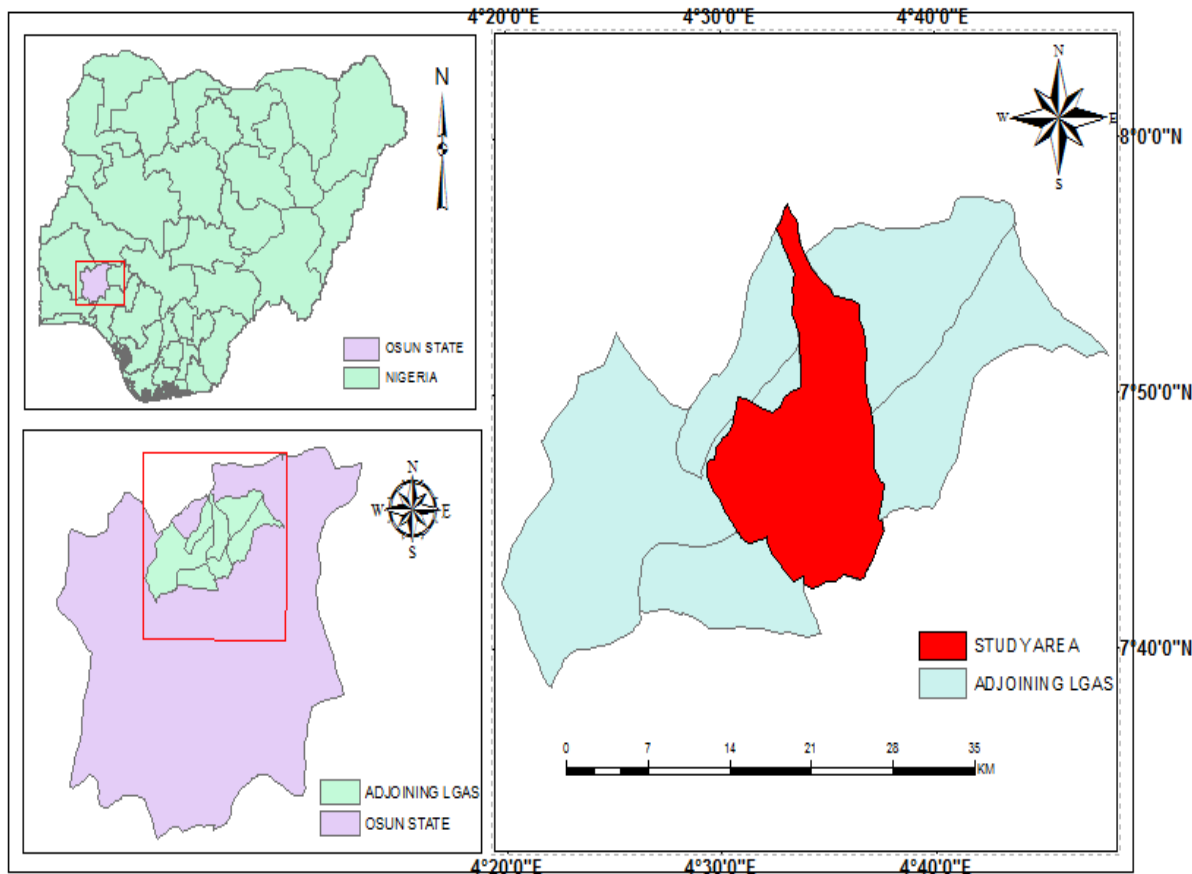 4°20'0"E 4°30'0"E 4°40'0"E
N
OSUN STATE
NIGERIA
N
W E
S
ADJOINING LGAS
OSUN STATE
N
W E
S
8°0'0"N
7°50'0"N
7°40'0"N
STUDY AREA
ADJOINING LGAS
0 7 14 21 28 35
KM
4°20'0"E 4°30'0"E 4°40'0"E